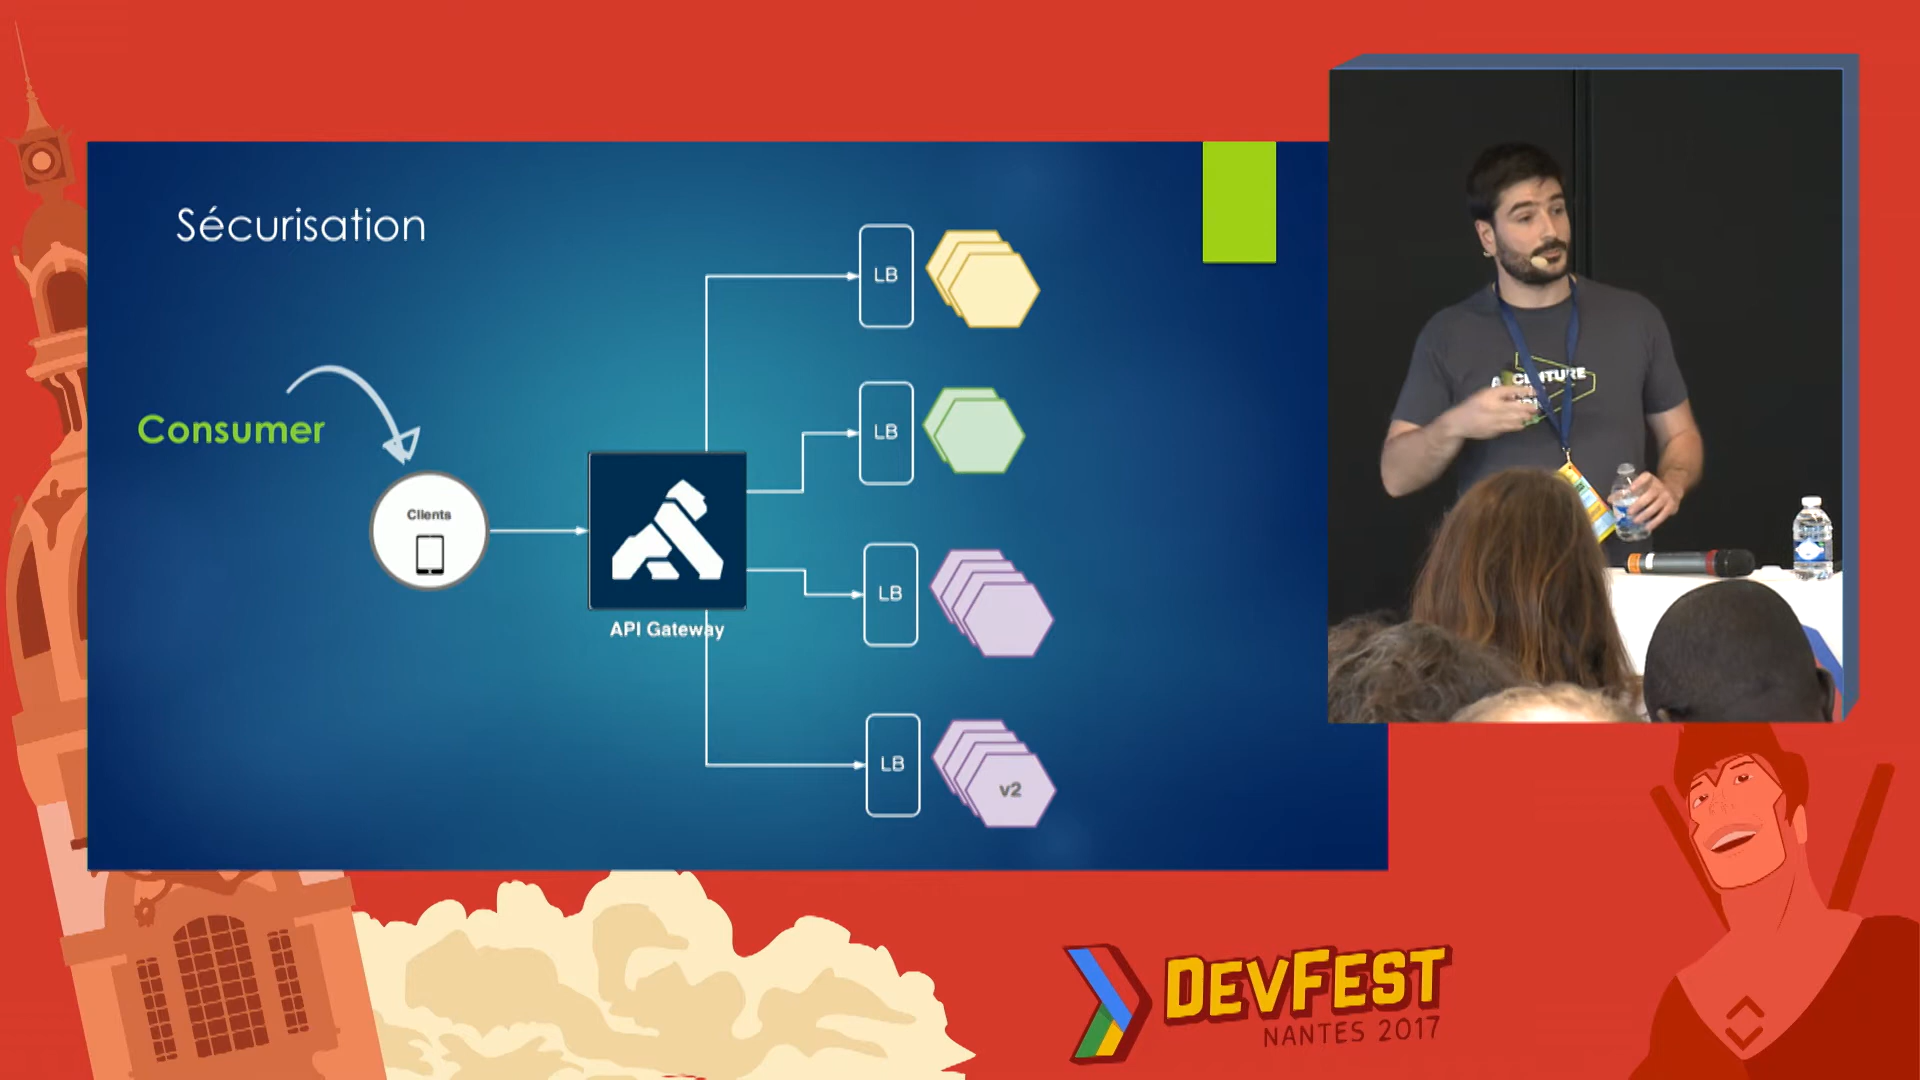 Sécurisation
Consumer
Clients
API Gateway
LB
LB
LB
LB
v2
DEVFEST
NANTES 2017